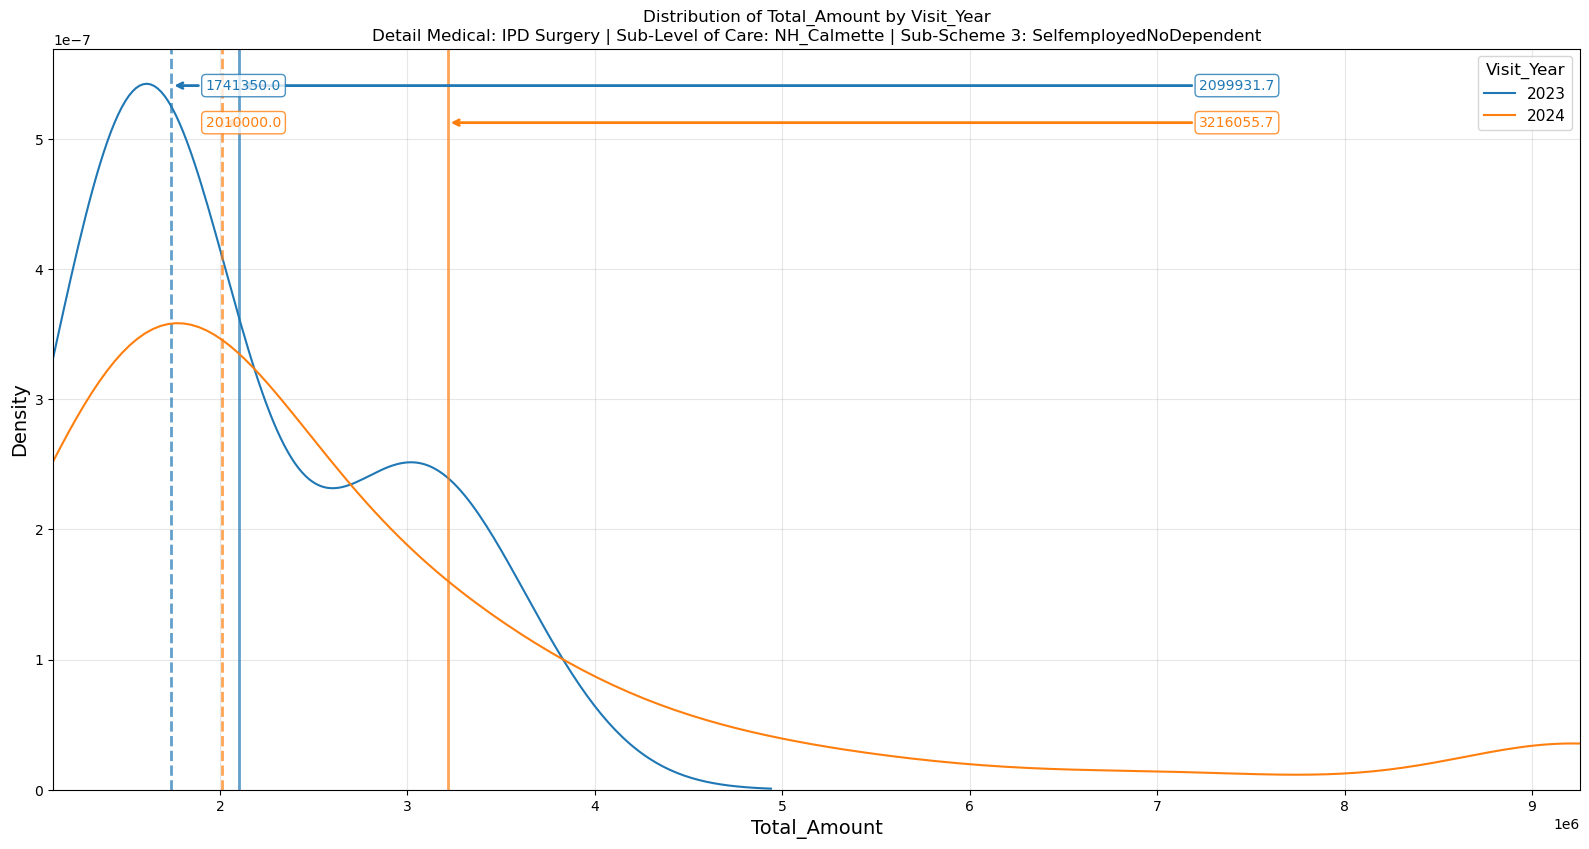 Distribution of Total_Amount by Visit_Year
Detail Medical: IPD Surgery | Sub-Level of Care: NH_Calmette | Sub-Scheme 3: SelfemployedNoDependent
1e−7
1741350.0
2099931.7
2010000.0
3216055.7
Visit_Year
2023
2024
5
4
3
2
1
0
Density
2
3
4
5
6
7
8
9
1e6
Total_Amount